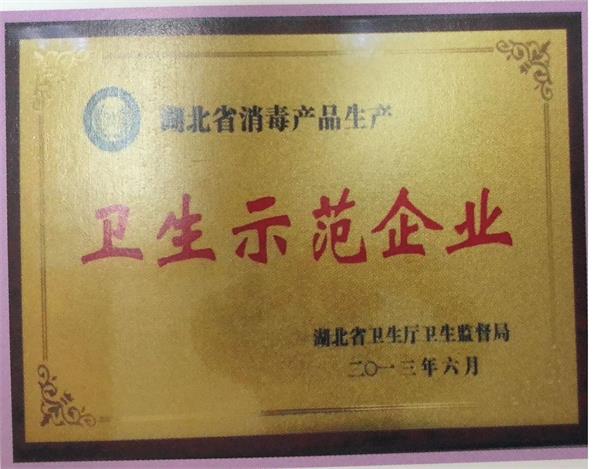 湖北省消毒产品生产
卫生示范企业
湖北省卫生厅卫生监督局
二〇一三年六月